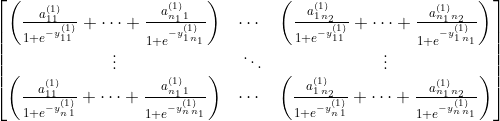 \begin{bmatrix} \left( \frac{a_{11}^{(1)}}{1+e^{-y_{11}^{(1)}}} + \cdots + \frac{a_{n_1 1}^{(1)}}{1+e^{-y_{1 n_1}^{(1)}}} \right) & \cdots & \left( \frac{a_{1 n_2}^{(1)}}{1+e^{-y_{11}^{(1)}}} + \cdots + \frac{a_{n_1 n_2}^{(1)}}{1+e^{-y_{1 n_1}^{(1)}}} \right) \\
\vdots & \ddots & \vdots \\
\left( \frac{a_{11}^{(1)}}{1+e^{-y_{n 1}^{(1)}}} + \cdots + \frac{a_{n_1 1}^{(1)}}{1+e^{-y_{n n_1}^{(1)}}} \right) & \cdots & \left( \frac{a_{1 n_2}^{(1)}}{1+e^{-y_{n 1}^{(1)}}} + \cdots + \frac{a_{n_1 n_2}^{(1)}}{1+e^{-y_{n n_1}^{(1)}}} \right) \end{bmatrix}